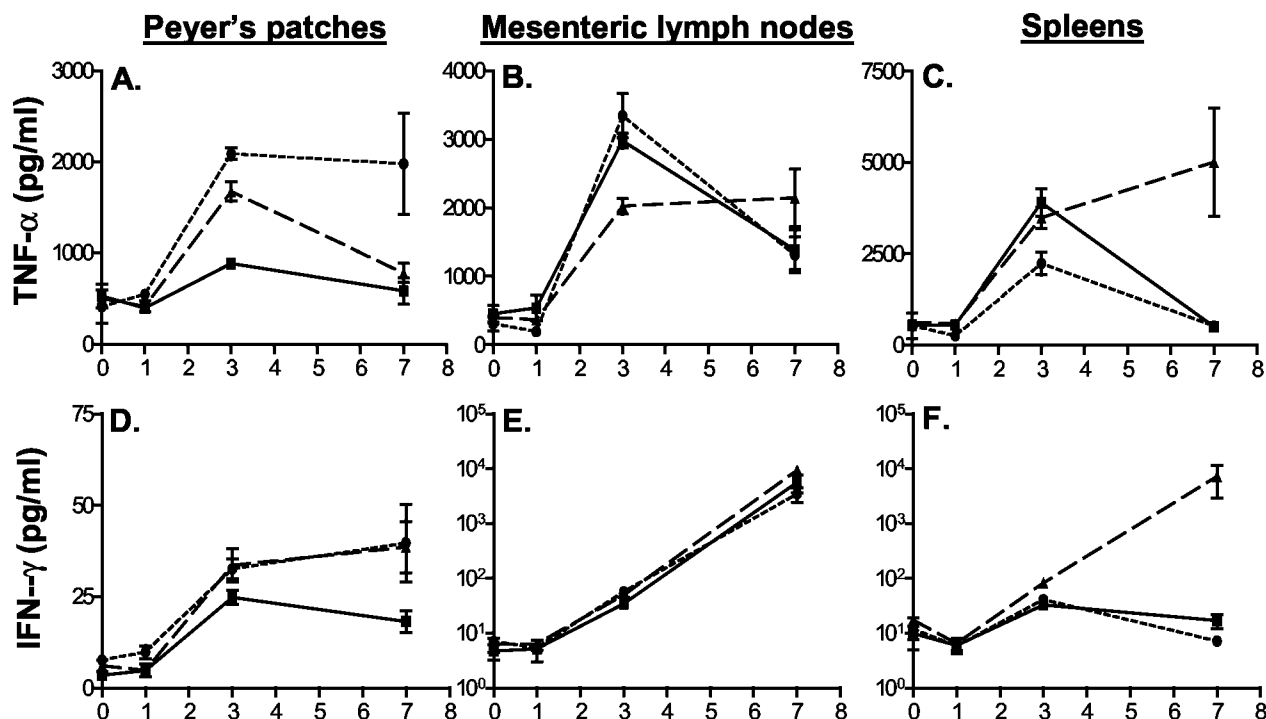 Peyer's patches Mesenteric lymph nodes Spleens
TNF-α (pg/ml)
A.
3000
2000
1000
0
0 1 2 3 4 5 6 7 8
B.
4000
3000
2000
1000
0
0 1 2 3 4 5 6 7 8
C.
7500
5000
2500
0
0 1 2 3 4 5 6 7 8
IFN--γ (pg/ml)
D.
75
50
25
0
0 1 2 3 4 5 6 7 8
E.
10⁵
10⁴
10³
10²
10¹
10⁰
0 1 2 3 4 5 6 7 8
F.
10⁵
10⁴
10³
10²
10¹
10⁰
0 1 2 3 4 5 6 7 8